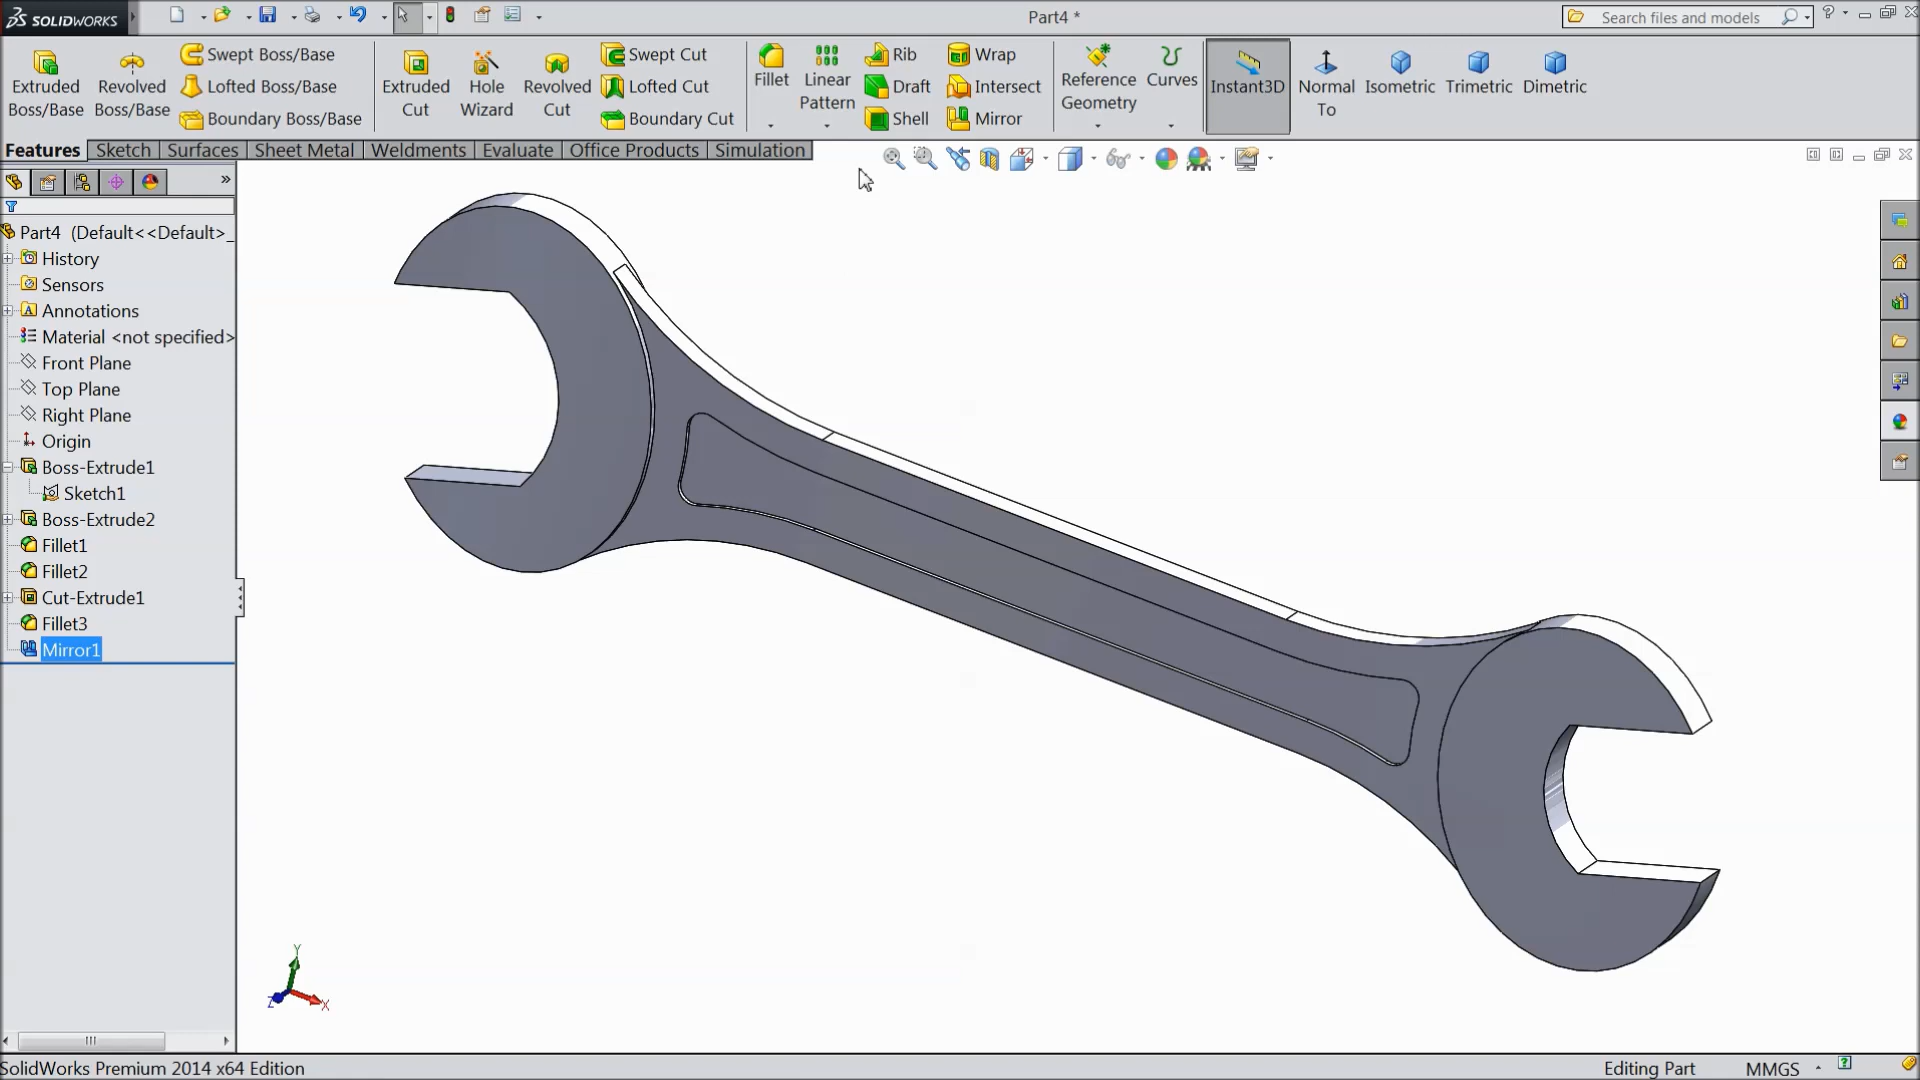 SOLIDWORKS
Part4 *
Search files and models
Extruded Boss/Base
Revolved Boss/Base
Swept Boss/Base
Lofted Boss/Base
Boundary Boss/Base
Extruded Cut
Hole Wizard
Revolved Cut
Swept Cut
Lofted Cut
Boundary Cut
Fillet
Linear Pattern
Rib
Draft
Shell
Wrap
Intersect
Mirror
Reference Geometry
Curves
Instant3D
Normal To
Isometric
Trimetric
Dimetric
Features
Sketch
Surfaces
Sheet Metal
Weldments
Evaluate
Office Products
Simulation
Part4 (Default<<Default>_
History
Sensors
Annotations
Material <not specified>
Front Plane
Top Plane
Right Plane
Origin
Boss-Extrude1
Sketch1
Boss-Extrude2
Fillet1
Fillet2
Cut-Extrude1
Fillet3
Mirror1
Y
Z
X
SolidWorks Premium 2014 x64 Edition
Editing Part
MMGS